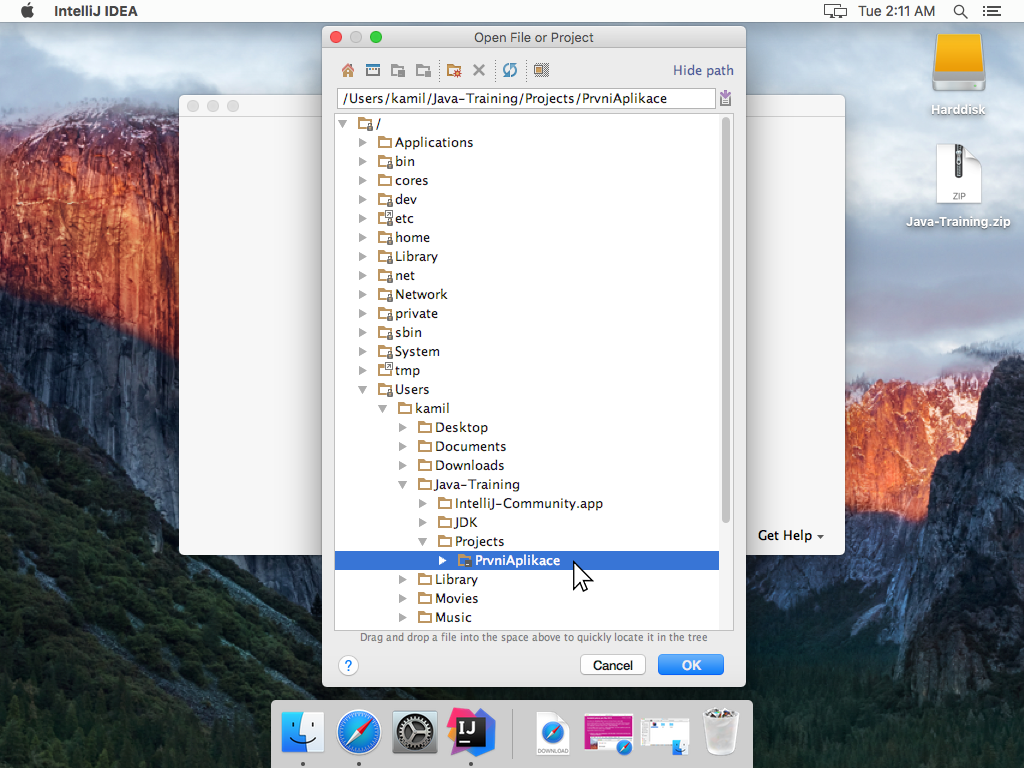 IntelliJ IDEA
Tue 2:11 AM
Open File or Project
Hide path
/Users/kamil/Java-Training/Projects/PrvniAplikace
/
Applications
bin
cores
dev
etc
home
Library
net
Network
private
sbin
System
tmp
Users
kamil
Desktop
Documents
Downloads
Java-Training
IntelliJ-Community.app
JDK
Projects
PrvniAplikace
Library
Movies
Music
Drag and drop a file into the space above to quickly locate it in the tree
?
Cancel
OK
Get Help
Harddisk
ZIP
Java-Training.zip
IJ
DOWNLOAD